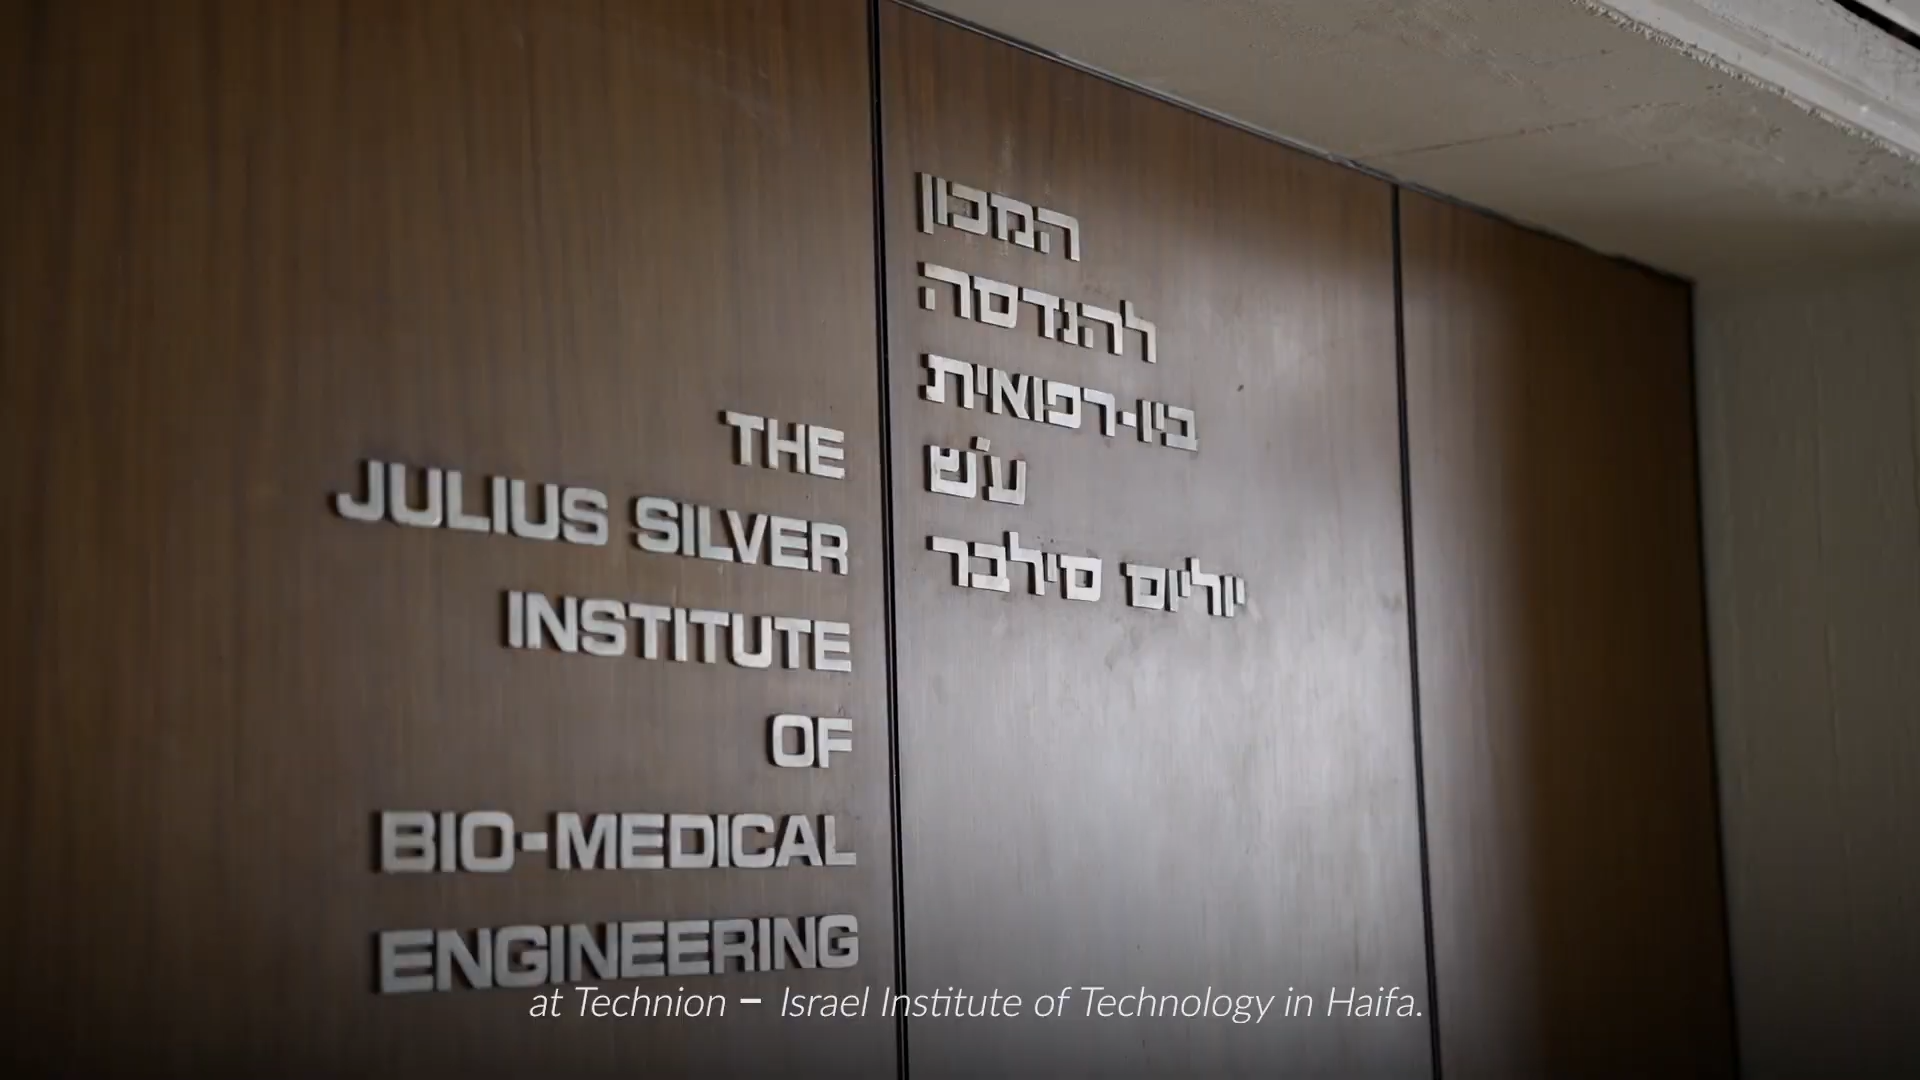 THE
JULIUS SILVER
INSTITUTE
OF
BIO-MEDICAL
ENGINEERING
המכון
להנדסה
ביו-רפואית
ע׳ש
יוליוס סילבר
at Technion – Israel Institute of Technology in Haifa.